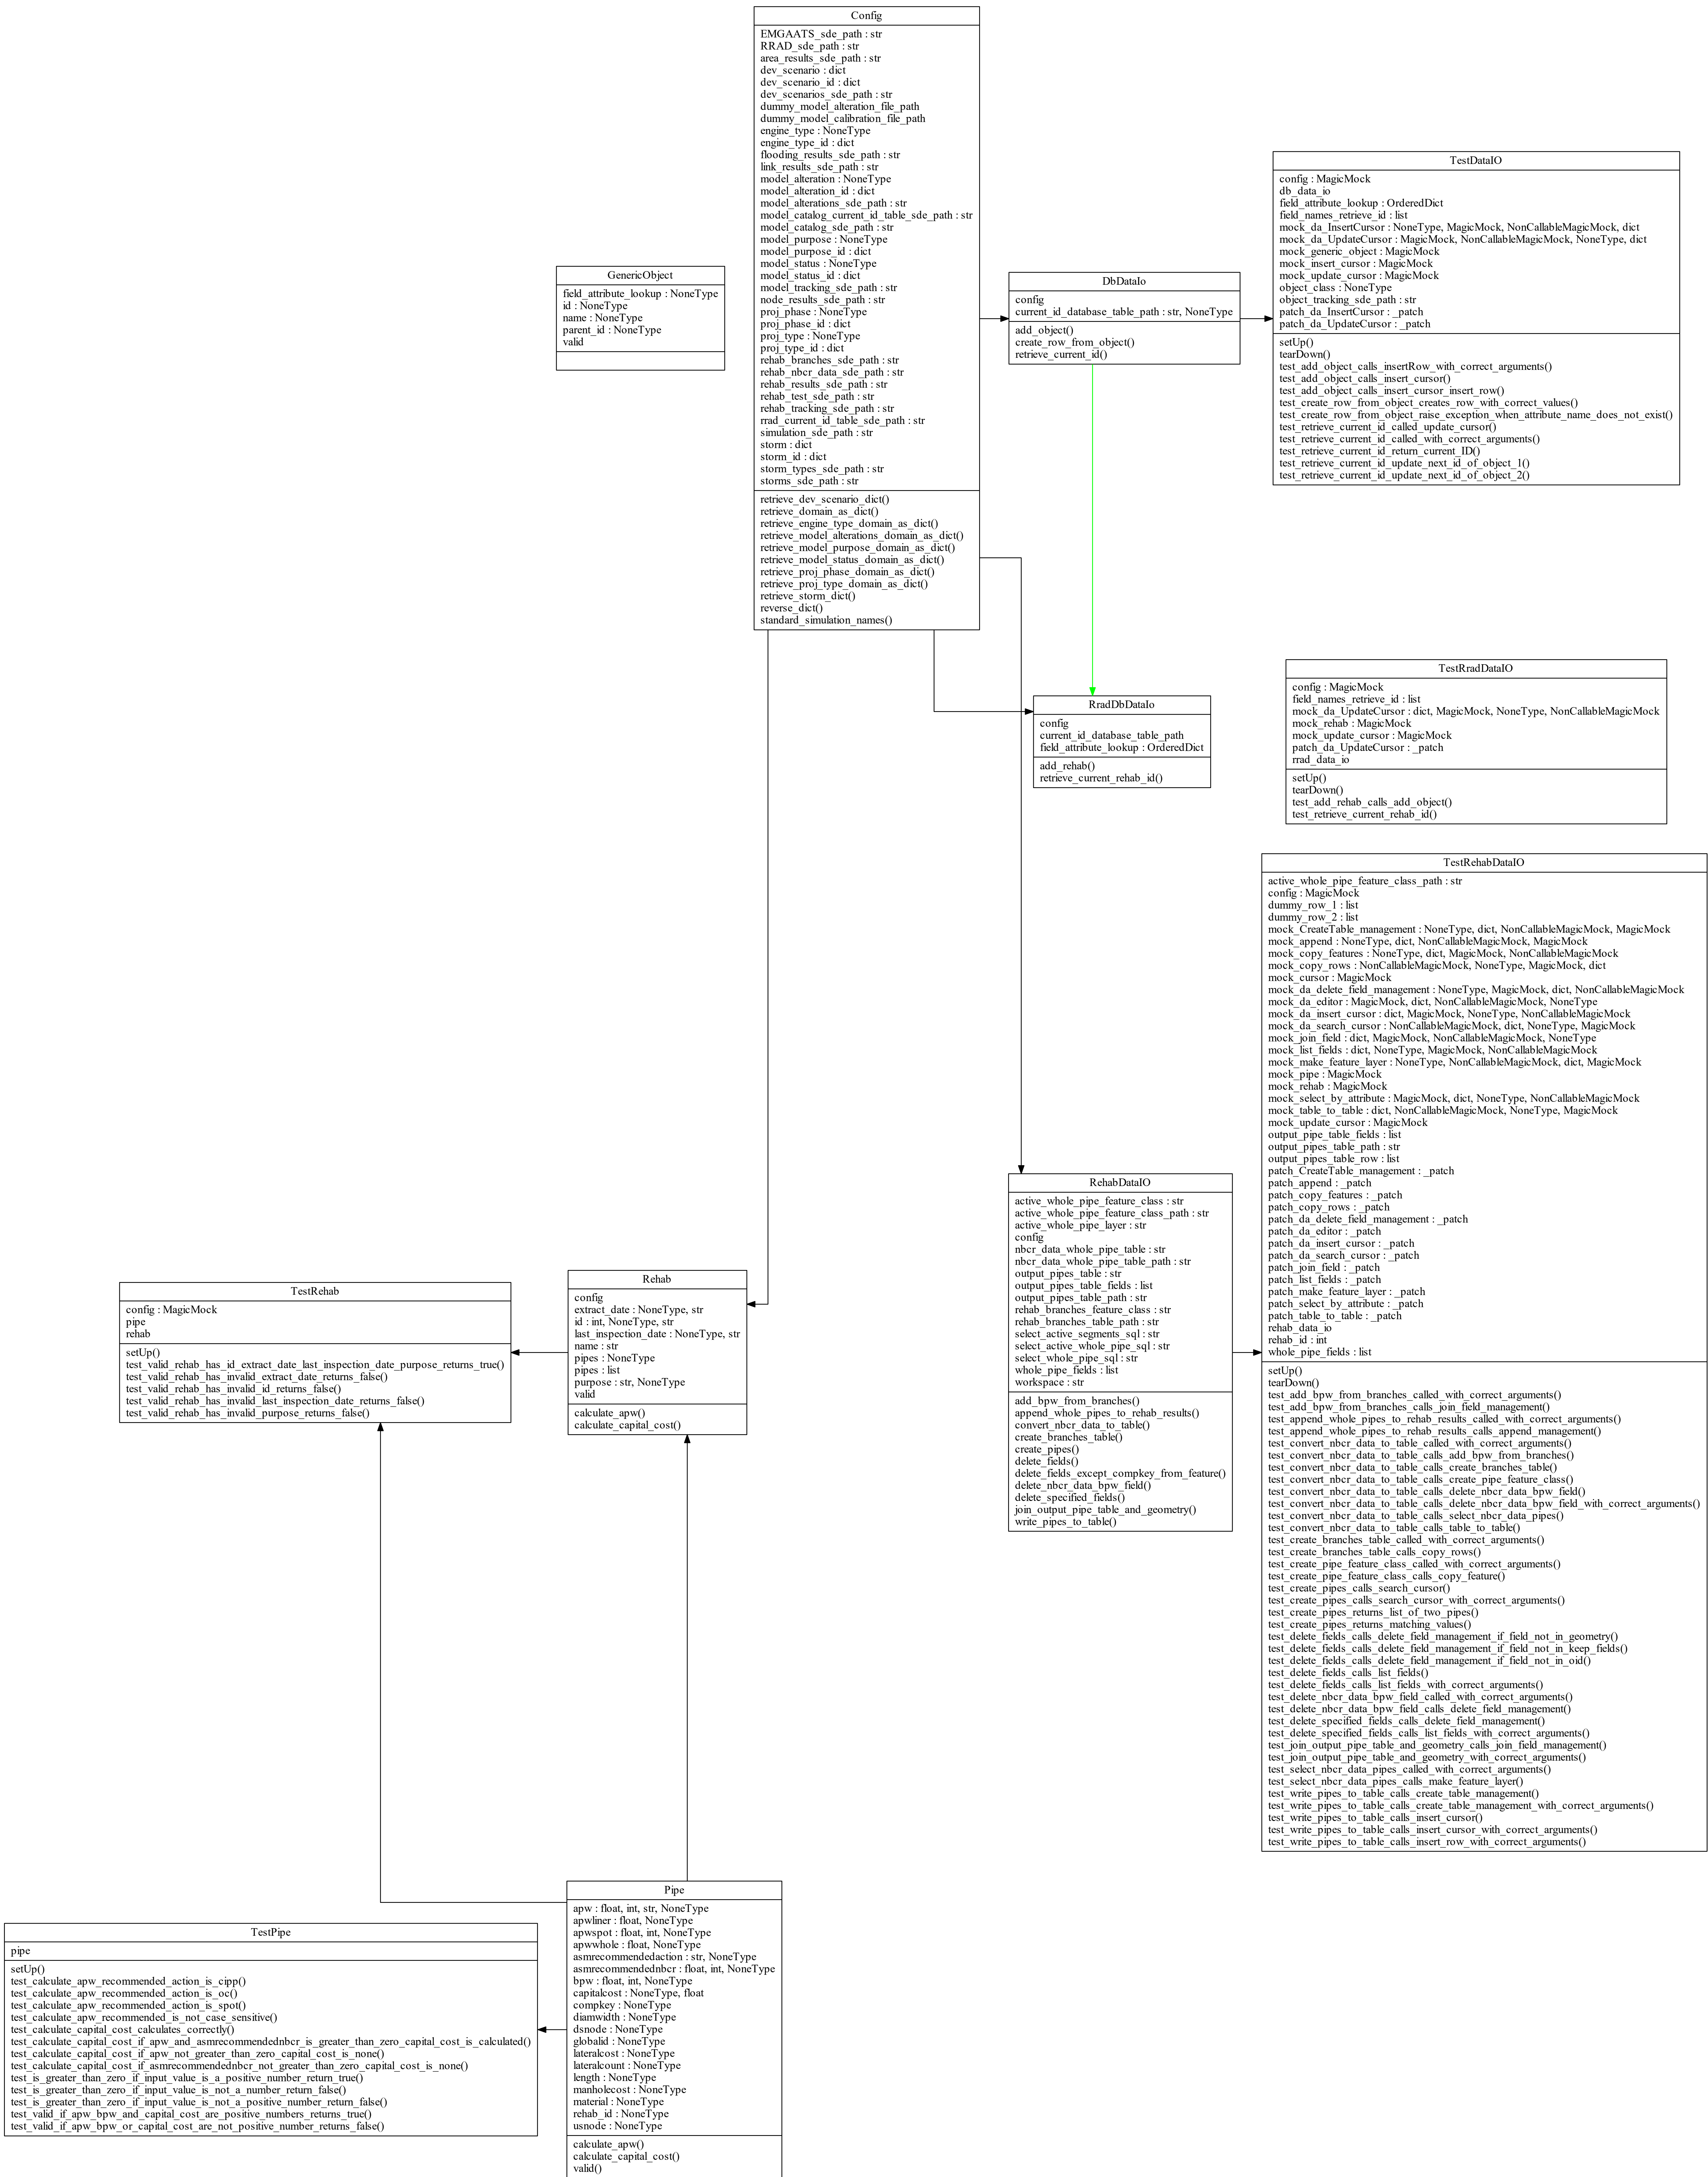 Config
EMGAATS_sde_path : str
RRAD_sde_path : str
area_results_sde_path : str
dev_scenario : dict
dev_scenario_id : dict
dev_scenarios_sde_path : str
dummy_model_alteration_file_path
dummy_model_calibration_file_path
engine_type : NoneType
engine_type_id : dict
flooding_results_sde_path : str
link_results_sde_path : str
model_alteration : NoneType
model_alteration_id : dict
model_alterations_sde_path : str
model_catalog_current_id_table_sde_path : str
model_catalog_sde_path : str
model_purpose : NoneType
model_purpose_id : dict
model_status : NoneType
model_status_id : dict
model_tracking_sde_path : str
node_results_sde_path : str
proj_phase : NoneType
proj_phase_id : dict
proj_type : NoneType
proj_type_id : dict
rehab_branches_sde_path : str
rehab_nbcr_data_sde_path : str
rehab_results_sde_path : str
rehab_test_sde_path : str
rehab_tracking_sde_path : str
rrad_current_id_table_sde_path : str
simulation_sde_path : str
storm : dict
storm_id : dict
storm_types_sde_path : str
storms_sde_path : str
retrieve_dev_scenario_dict()
retrieve_domain_as_dict()
retrieve_engine_type_domain_as_dict()
retrieve_model_alterations_domain_as_dict()
retrieve_model_purpose_domain_as_dict()
retrieve_model_status_domain_as_dict()
retrieve_proj_phase_domain_as_dict()
retrieve_proj_type_domain_as_dict()
retrieve_storm_dict()
reverse_dict()
standard_simulation_names()
GenericObject
field_attribute_lookup : NoneType
id : NoneType
name : NoneType
parent_id : NoneType
valid
DbDataIo
config
current_id_database_table_path : str, NoneType
add_object()
create_row_from_object()
retrieve_current_id()
TestDataIO
config : MagicMock
db_data_io
field_attribute_lookup : OrderedDict
field_names_retrieve_id : list
mock_da_InsertCursor : NoneType, MagicMock, NonCallableMagicMock, dict
mock_da_UpdateCursor : MagicMock, NonCallableMagicMock, NoneType, dict
mock_generic_object : MagicMock
mock_insert_cursor : MagicMock
mock_update_cursor : MagicMock
object_class : NoneType
object_tracking_sde_path : str
patch_da_InsertCursor : _patch
patch_da_UpdateCursor : _patch
setUp()
tearDown()
test_add_object_calls_insertRow_with_correct_arguments()
test_add_object_calls_insert_cursor()
test_add_object_calls_insert_cursor_insert_row()
test_create_row_from_object_creates_row_with_correct_values()
test_create_row_from_object_raise_exception_when_attribute_name_does_not_exist()
test_retrieve_current_id_called_update_cursor()
test_retrieve_current_id_called_with_correct_arguments()
test_retrieve_current_id_return_current_ID()
test_retrieve_current_id_update_next_id_of_object_1()
test_retrieve_current_id_update_next_id_of_object_2()
RradDbDataIo
config
current_id_database_table_path
field_attribute_lookup : OrderedDict
add_rehab()
retrieve_current_rehab_id()
TestRradDataIO
config : MagicMock
field_names_retrieve_id : list
mock_da_UpdateCursor : dict, MagicMock, NoneType, NonCallableMagicMock
mock_rehab : MagicMock
mock_update_cursor : MagicMock
patch_da_UpdateCursor : _patch
rrad_data_io
setUp()
tearDown()
test_add_rehab_calls_add_object()
test_retrieve_current_rehab_id()
TestRehabDataIO
active_whole_pipe_feature_class_path : str
config : MagicMock
dummy_row_1 : list
dummy_row_2 : list
mock_CreateTable_management : NoneType, dict, NonCallableMagicMock, MagicMock
mock_append : NoneType, dict, NonCallableMagicMock, MagicMock
mock_copy_features : NoneType, dict, MagicMock, NonCallableMagicMock
mock_copy_rows : NonCallableMagicMock, NoneType, MagicMock, dict
mock_cursor : MagicMock
mock_da_delete_field_management : NoneType, MagicMock, dict, NonCallableMagicMock
mock_da_editor : MagicMock, dict, NonCallableMagicMock, NoneType
mock_da_insert_cursor : dict, MagicMock, NoneType, NonCallableMagicMock
mock_da_search_cursor : NonCallableMagicMock, dict, NoneType, MagicMock
mock_join_field : dict, MagicMock, NonCallableMagicMock, NoneType
mock_list_fields : dict, NoneType, MagicMock, NonCallableMagicMock
mock_make_feature_layer : NoneType, NonCallableMagicMock, dict, MagicMock
mock_pipe : MagicMock
mock_rehab : MagicMock
mock_select_by_attribute : MagicMock, dict, NoneType, NonCallableMagicMock
mock_table_to_table : dict, NonCallableMagicMock, NoneType, MagicMock
mock_update_cursor : MagicMock
output_pipe_table_fields : list
output_pipes_table_path : str
output_pipes_table_row : list
patch_CreateTable_management : _patch
patch_append : _patch
patch_copy_features : _patch
patch_copy_rows : _patch
patch_da_delete_field_management : _patch
patch_da_editor : _patch
patch_da_insert_cursor : _patch
patch_da_search_cursor : _patch
patch_join_field : _patch
patch_list_fields : _patch
patch_make_feature_layer : _patch
patch_select_by_attribute : _patch
patch_table_to_table : _patch
rehab_data_io
rehab_id : int
whole_pipe_fields : list
setUp()
tearDown()
test_add_bpw_from_branches_called_with_correct_arguments()
test_add_bpw_from_branches_calls_join_field_management()
test_append_whole_pipes_to_rehab_results_called_with_correct_arguments()
test_append_whole_pipes_to_rehab_results_calls_append_management()
test_convert_nbcr_data_to_table_called_with_correct_arguments()
test_convert_nbcr_data_to_table_calls_add_bpw_from_branches()
test_convert_nbcr_data_to_table_calls_create_branches_table()
test_convert_nbcr_data_to_table_calls_create_pipe_feature_class()
test_convert_nbcr_data_to_table_calls_delete_nbcr_data_bpw_field()
test_convert_nbcr_data_to_table_calls_delete_nbcr_data_bpw_field_with_correct_arguments()
test_convert_nbcr_data_to_table_calls_select_nbcr_data_pipes()
test_convert_nbcr_data_to_table_calls_table_to_table()
test_create_branches_table_called_with_correct_arguments()
test_create_branches_table_calls_copy_rows()
test_create_pipe_feature_class_called_with_correct_arguments()
test_create_pipe_feature_class_calls_copy_feature()
test_create_pipes_calls_search_cursor()
test_create_pipes_calls_search_cursor_with_correct_arguments()
test_create_pipes_returns_list_of_two_pipes()
test_create_pipes_returns_matching_values()
test_delete_fields_calls_delete_field_management_if_field_not_in_geometry()
test_delete_fields_calls_delete_field_management_if_field_not_in_keep_fields()
test_delete_fields_calls_delete_field_management_if_field_not_in_oid()
test_delete_fields_calls_list_fields()
test_delete_fields_calls_list_fields_with_correct_arguments()
test_delete_nbcr_data_bpw_field_called_with_correct_arguments()
test_delete_nbcr_data_bpw_field_calls_delete_field_management()
test_delete_specified_fields_calls_delete_field_management()
test_delete_specified_fields_calls_list_fields_with_correct_arguments()
test_join_output_pipe_table_and_geometry_calls_join_field_management()
test_join_output_pipe_table_and_geometry_with_correct_arguments()
test_select_nbcr_data_pipes_called_with_correct_arguments()
test_select_nbcr_data_pipes_calls_make_feature_layer()
test_write_pipes_to_table_calls_create_table_management()
test_write_pipes_to_table_calls_create_table_management_with_correct_arguments()
test_write_pipes_to_table_calls_insert_cursor()
test_write_pipes_to_table_calls_insert_cursor_with_correct_arguments()
test_write_pipes_to_table_calls_insert_row_with_correct_arguments()
RehabDataIO
active_whole_pipe_feature_class : str
active_whole_pipe_feature_class_path : str
active_whole_pipe_layer : str
config
nbcr_data_whole_pipe_table : str
nbcr_data_whole_pipe_table_path : str
output_pipes_table : str
output_pipes_table_fields : list
output_pipes_table_path : str
rehab_branches_feature_class : str
rehab_branches_table_path : str
select_active_segments_sql : str
select_active_whole_pipe_sql : str
select_whole_pipe_sql : str
whole_pipe_fields : list
workspace : str
add_bpw_from_branches()
append_whole_pipes_to_rehab_results()
convert_nbcr_data_to_table()
create_branches_table()
create_pipes()
delete_fields()
delete_fields_except_compkey_from_feature()
delete_nbcr_data_bpw_field()
delete_specified_fields()
join_output_pipe_table_and_geometry()
write_pipes_to_table()
Rehab
config
extract_date : NoneType, str
id : int, NoneType, str
last_inspection_date : NoneType, str
name : str
pipes : NoneType
pipes : list
purpose : str, NoneType
valid
calculate_apw()
calculate_capital_cost()
TestRehab
config : MagicMock
pipe
rehab
setUp()
test_valid_rehab_has_id_extract_date_last_inspection_date_purpose_returns_true()
test_valid_rehab_has_invalid_extract_date_returns_false()
test_valid_rehab_has_invalid_id_returns_false()
test_valid_rehab_has_invalid_last_inspection_date_returns_false()
test_valid_rehab_has_invalid_purpose_returns_false()
Pipe
apw : float, int, str, NoneType
apwliner : float, NoneType
apwspot : float, int, NoneType
apwwhole : float, NoneType
asmrecommendedaction : str, NoneType
asmrecommendednbcr : float, int, NoneType
bpw : float, int, NoneType
capitalcost : NoneType, float
compkey : NoneType
diamwidth : NoneType
dsnode : NoneType
globalid : NoneType
lateralcost : NoneType
lateralcount : NoneType
length : NoneType
manholecost : NoneType
material : NoneType
rehab_id : NoneType
usnode : NoneType
calculate_apw()
calculate_capital_cost()
valid()
TestPipe
pipe
setUp()
test_calculate_apw_recommended_action_is_cipp()
test_calculate_apw_recommended_action_is_oc()
test_calculate_apw_recommended_action_is_spot()
test_calculate_apw_recommended_is_not_case_sensitive()
test_calculate_capital_cost_calculates_correctly()
test_calculate_capital_cost_if_apw_and_asmrecommendednbcr_is_greater_than_zero_capital_cost_is_calculated()
test_calculate_capital_cost_if_apw_not_greater_than_zero_capital_cost_is_none()
test_calculate_capital_cost_if_asmrecommendednbcr_not_greater_than_zero_capital_cost_is_none()
test_is_greater_than_zero_if_input_value_is_a_positive_number_return_true()
test_is_greater_than_zero_if_input_value_is_not_a_number_return_false()
test_is_greater_than_zero_if_input_value_is_not_a_positive_number_return_false()
test_valid_if_apw_bpw_and_capital_cost_are_positive_numbers_returns_true()
test_valid_if_apw_bpw_or_capital_cost_are_not_positive_number_returns_false()